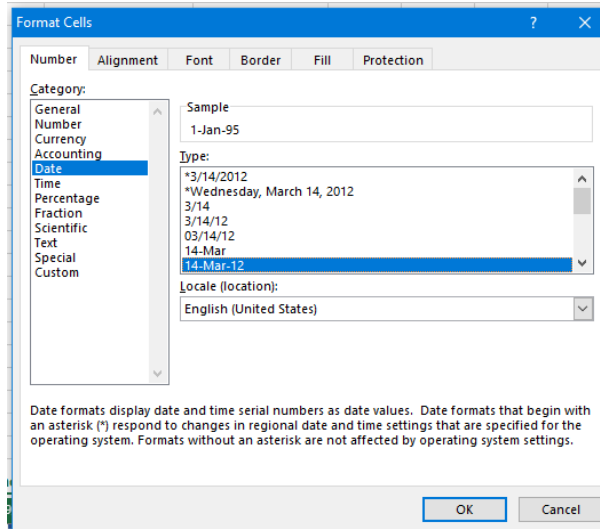 Format Cells ?
Number Alignment Font Border Fill Protection
Category:
General
Number
Currency
Accounting
Date
Time
Percentage
Fraction
Scientific
Text
Special
Custom
Sample
1-Jan-95
Type:
*3/14/2012
*Wednesday, March 14, 2012
3/14
3/14/12
03/14/12
14-Mar
14-Mar-12
Locale (location):
English (United States)
Date formats display date and time serial numbers as date values. Date formats that begin with
an asterisk (*) respond to changes in regional date and time settings that are specified for the
operating system. Formats without an asterisk are not affected by operating system settings.
OK Cancel